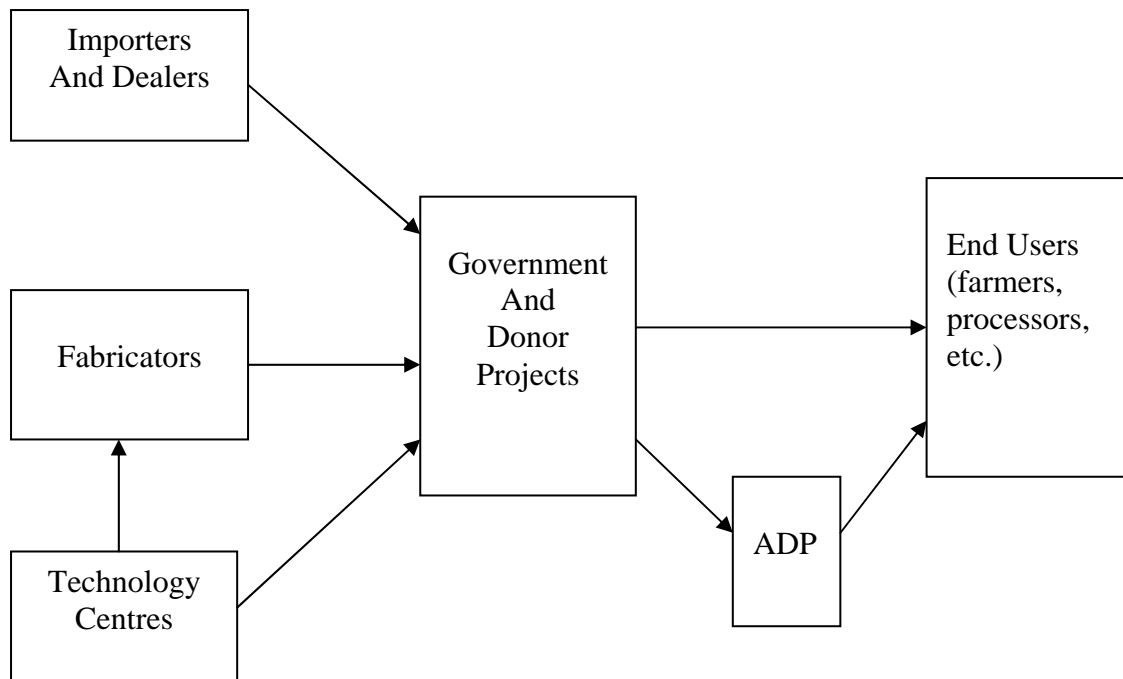 Importers
And Dealers
Government
And
Donor
Projects
End Users
(farmers,
processors,
etc.)
Fabricators
ADP
Technology
Centres